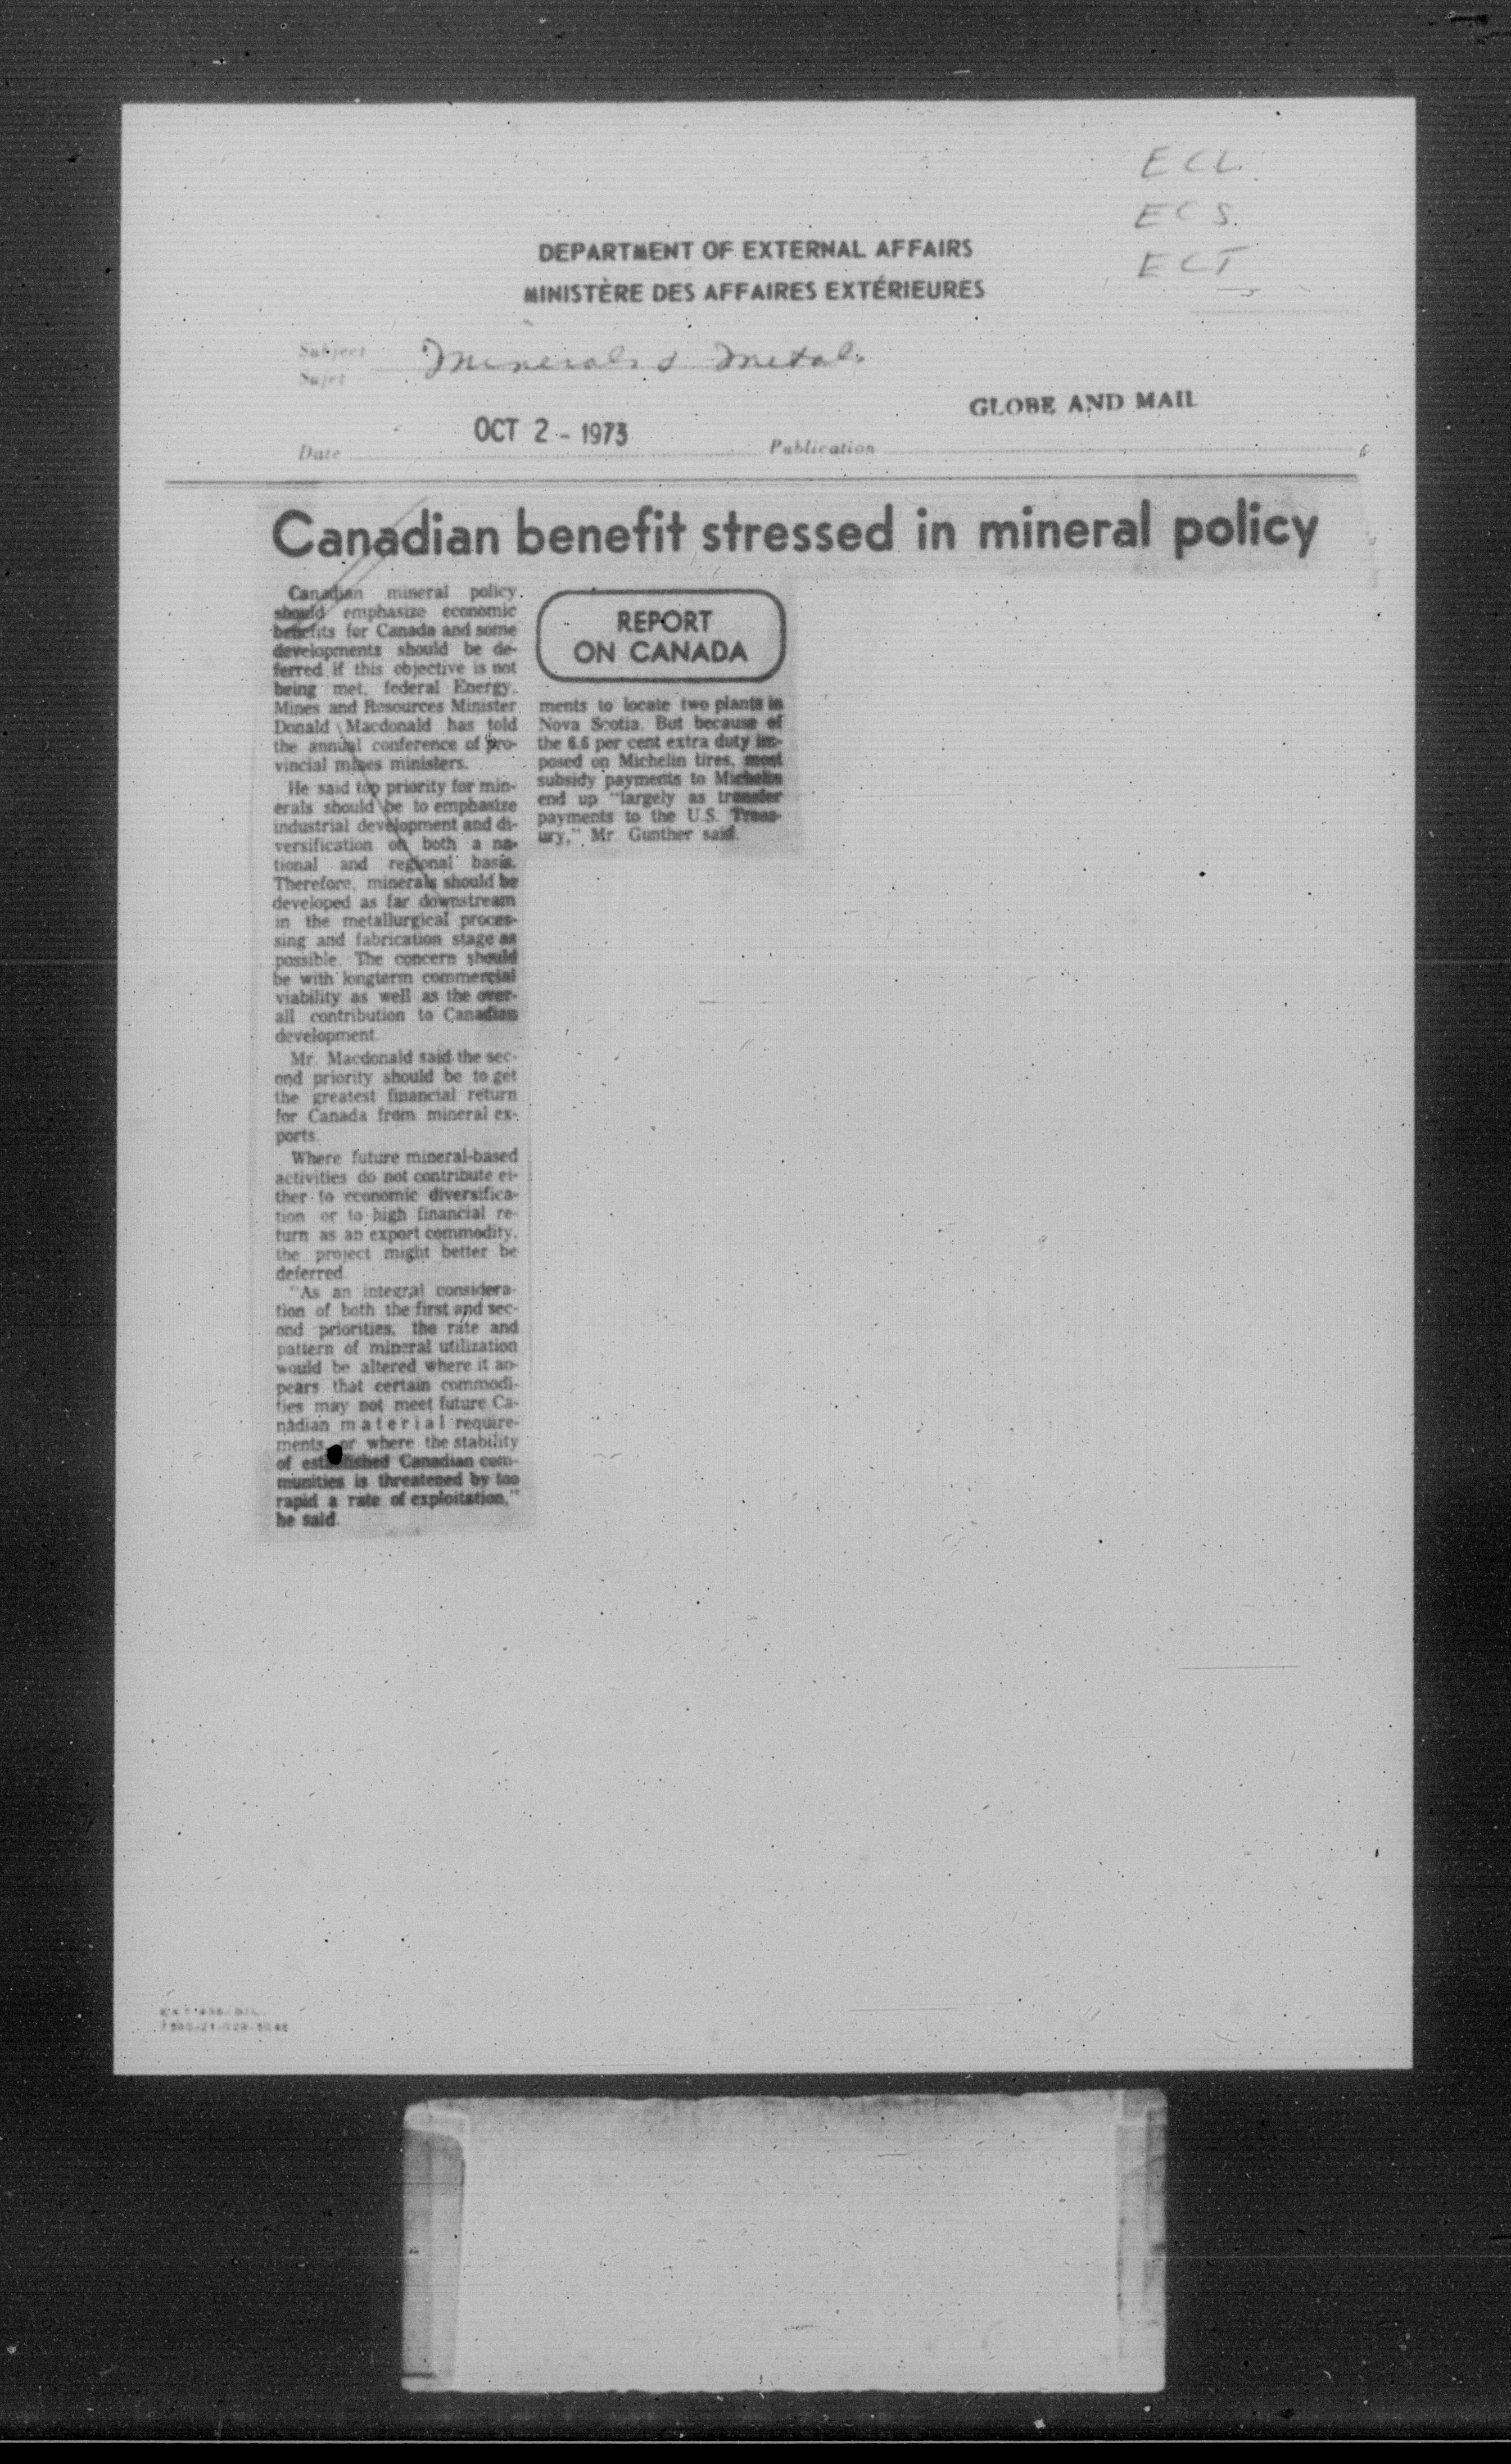 ECL
ECS.
ECT
DEPARTMENT OF EXTERNAL AFFAIRS
MINISTÈRE DES AFFAIRES EXTÉRIEURES
Subject
Sujet
Minerals & Metals
GLOBE AND MAIL
OCT 2 - 1973
Date
Publication
Canadian benefit stressed in mineral policy
Canadian mineral policy
should emphasize economic
benefits for Canada and some
developments should be de-
ferred if this objective is not
being met, federal Energy,
Mines and Resources Minister
Donald Macdonald has told
the annual conference of pro-
vincial mines ministers.
He said top priority for min-
erals should be to emphasize
industrial development and di-
versification on both a na-
tional and regional basis.
Therefore, minerals should be
developed as far downstream
in the metallurgical proces-
sing and fabrication stage as
possible. The concern should
be with longterm commercial
viability as well as the over-
all contribution to Canadian
development.
Mr. Macdonald said the sec-
ond priority should be to get
the greatest financial return
for Canada from mineral ex-
ports.
Where future mineral-based
activities do not contribute ei-
ther to economic diversifica-
tion or to high financial re-
turn as an export commodity,
the project might better be
deferred.
"As an integral considera-
tion of both the first and sec-
ond priorities, the rate and
pattern of mineral utilization
would be altered where it ap-
pears that certain commodi-
ties may not meet future Ca-
nadian material require-
ments or where the stability
of established Canadian com-
munities is threatened by too
rapid a rate of exploitation,"
he said.
REPORT
ON CANADA
ments to locate two plants in
Nova Scotia. But because of
the 6.6 per cent extra duty im-
posed on Michelin tires, most
subsidy payments to Michelin
end up "largely as transfer
payments to the U.S. Treas-
ury," Mr. Gunther said.